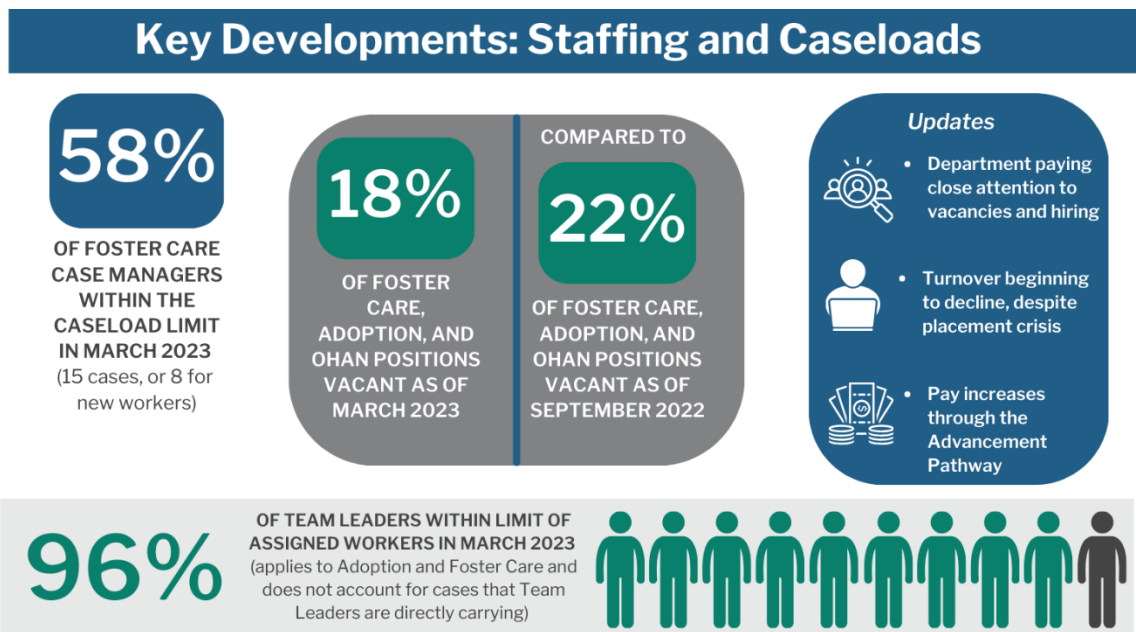 Key Developments: Staffing and Caseloads
58%
OF FOSTER CARE
CASE MANAGERS
WITHIN THE
CASELOAD LIMIT
IN MARCH 2023
(15 cases, or 8 for
new workers)
18%
OF FOSTER
CARE,
ADOPTION, AND
OHAN POSITIONS
VACANT AS OF
MARCH 2023
COMPARED TO
22%
OF FOSTER CARE,
ADOPTION, AND
OHAN POSITIONS
VACANT AS OF
SEPTEMBER 2022
Updates
• Department paying
close attention to
vacancies and hiring
• Turnover beginning
to decline, despite
placement crisis
• Pay increases
through the
Advancement
Pathway
96%
OF TEAM LEADERS WITHIN LIMIT OF
ASSIGNED WORKERS IN MARCH 2023
(applies to Adoption and Foster Care and
does not account for cases that Team
Leaders are directly carrying)